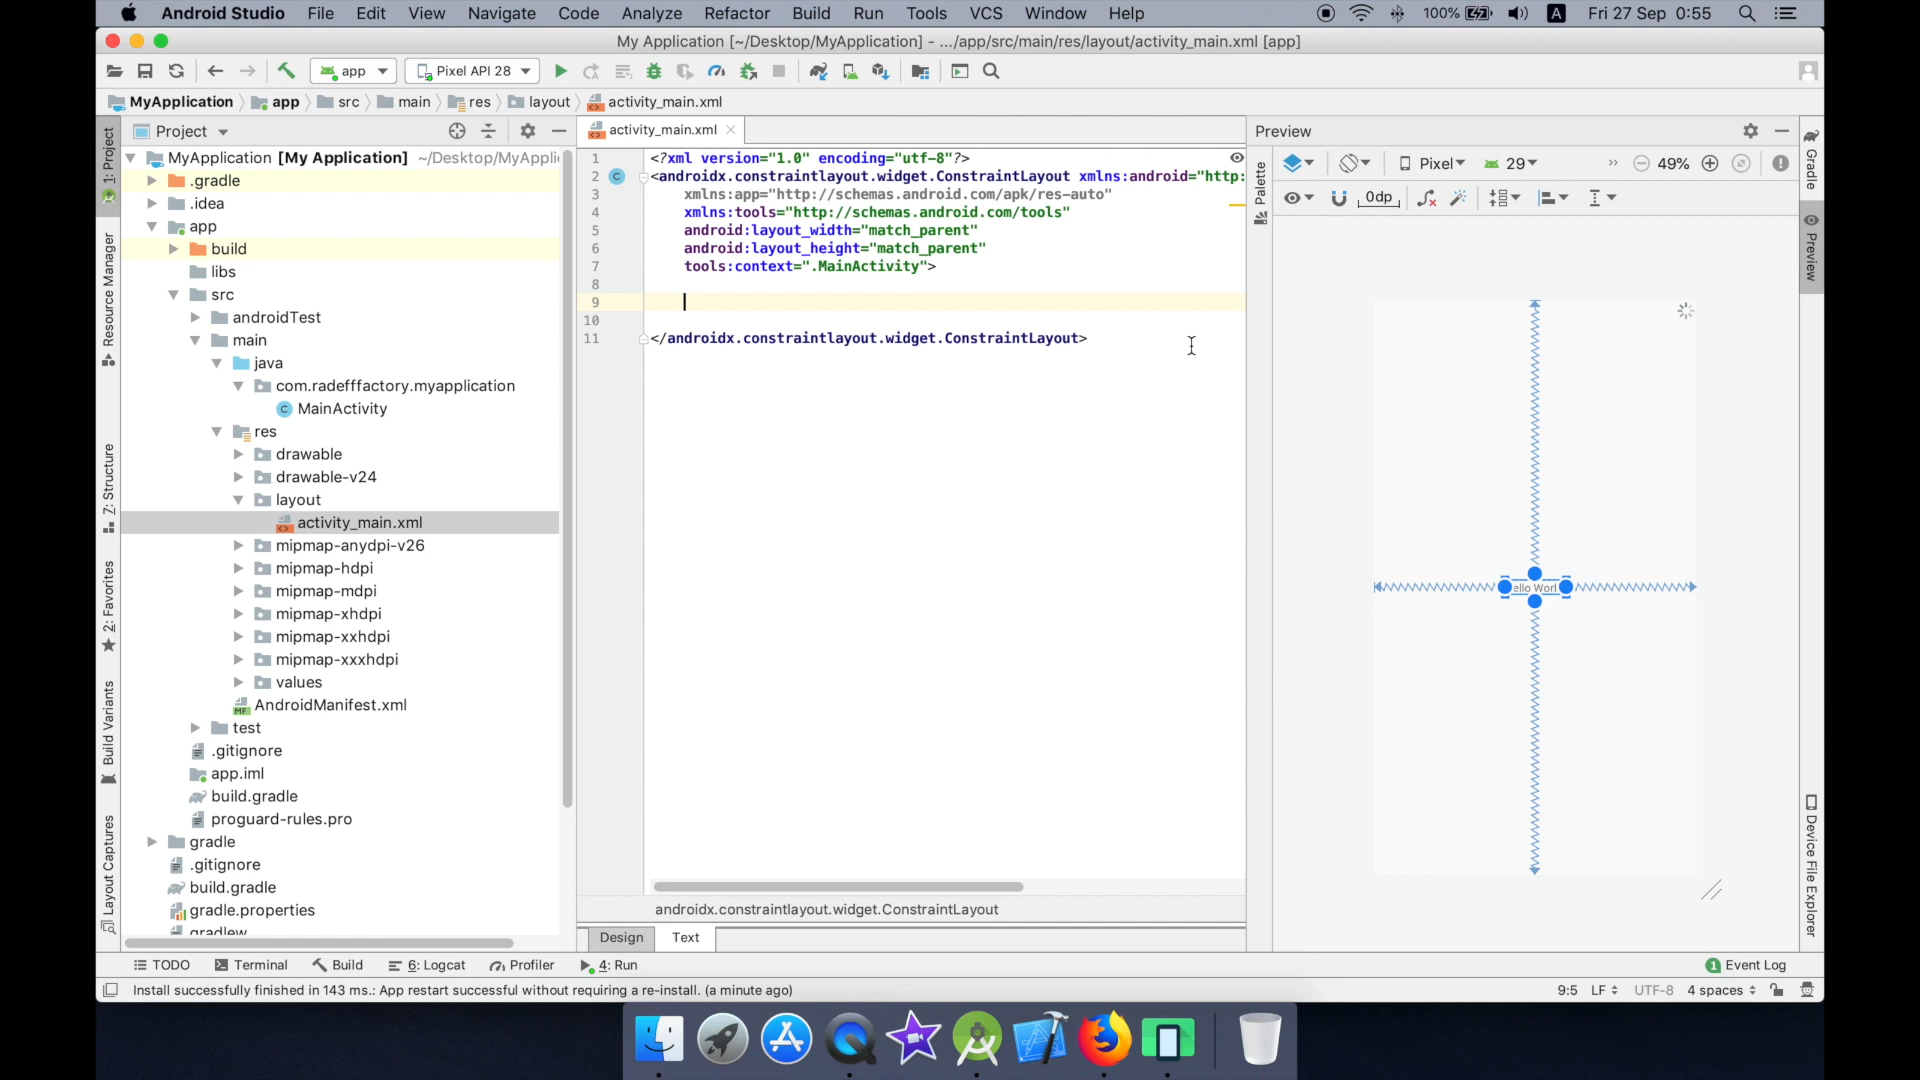 Android Studio File Edit View Navigate Code Analyze Refactor Build Run Tools VCS Window Help 100% A Fri 27 Sep 0:55
My Application [~/Desktop/MyApplication] - .../app/src/main/res/layout/activity_main.xml [app]
app Pixel API 28
MyApplication app src main res layout activity_main.xml
1: Project
Resource Manager
Z: Structure
2: Favorites
Build Variants
Layout Captures
Project
MyApplication [My Application] ~/Desktop/MyAppli
.gradle
.idea
app
build
libs
src
androidTest
main
java
com.radefffactory.myapplication
MainActivity
res
drawable
drawable-v24
layout
activity_main.xml
mipmap-anydpi-v26
mipmap-hdpi
mipmap-mdpi
mipmap-xhdpi
mipmap-xxhdpi
mipmap-xxxhdpi
values
AndroidManifest.xml
test
.gitignore
app.iml
build.gradle
proguard-rules.pro
gradle
.gitignore
build.gradle
gradle.properties
gradlew
activity_main.xml
1 <?xml version="1.0" encoding="utf-8"?>
2 <androidx.constraintlayout.widget.ConstraintLayout xmlns:android="http:
3 xmlns:app="http://schemas.android.com/apk/res-auto"
4 xmlns:tools="http://schemas.android.com/tools"
5 android:layout_width="match_parent"
6 android:layout_height="match_parent"
7 tools:context=".MainActivity">
8
9
10
11 </androidx.constraintlayout.widget.ConstraintLayout>
androidx.constraintlayout.widget.ConstraintLayout
Design Text
Preview
Palette
Pixel 29 49%
0dp
ello Worl
Gradle
Preview
Device File Explorer
TODO Terminal Build 6: Logcat Profiler 4: Run 1 Event Log
Install successfully finished in 143 ms.: App restart successful without requiring a re-install. (a minute ago) 9:5 LF UTF-8 4 spaces